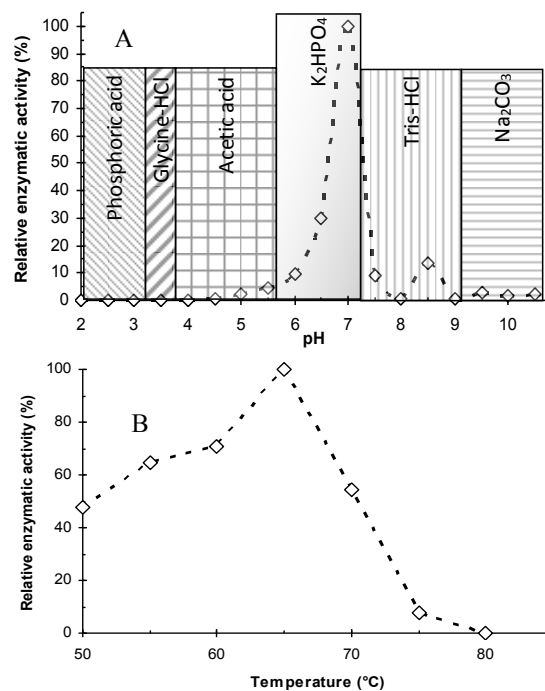 A
Relative enzymatic activity (%)
100
90
80
70
60
50
40
30
20
10
0
Phosphoric acid
Glycine-HCl
Acetic acid
K₂HPO₄
Tris-HCl
Na₂CO₃
2 3 4 5 6 7 8 9 10
pH
B
Relative enzymatic activity (%)
100
80
60
40
20
0
50 60 70 80
Temperature (°C)